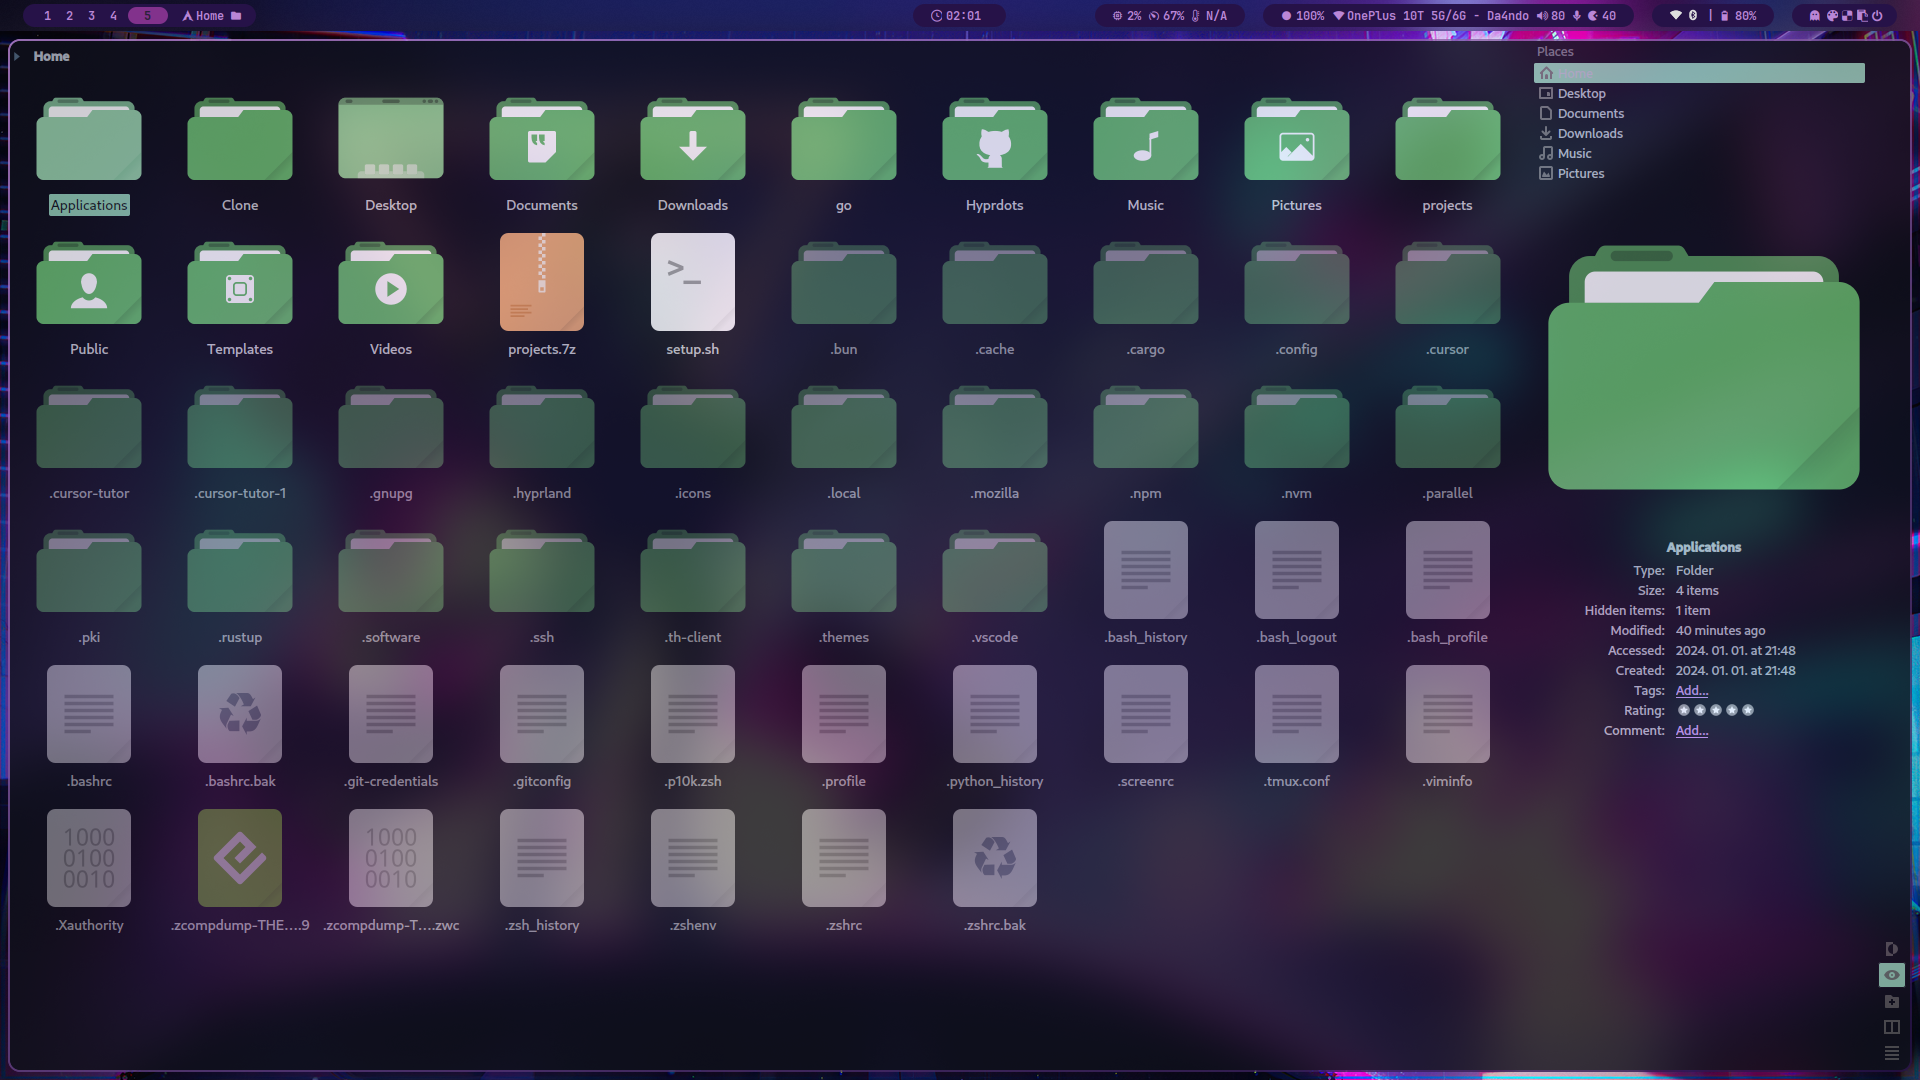 1 2 3 4 5 Home
02:01
2% 67% N/A
100% OnePlus 10T 5G/6G - Da4ndo 80 40
| 80%
Home
Places
Desktop
Documents
Downloads
Music
Pictures
Applications Clone Desktop Documents Downloads go Hyprdots Music Pictures projects
>_
Public Templates Videos projects.7z setup.sh .bun .cache .cargo .config .cursor
.cursor-tutor .cursor-tutor-1 .gnupg .hyprland .icons .local .mozilla .npm .nvm .parallel
.pki .rustup .software .ssh .th-client .themes .vscode .bash_history .bash_logout .bash_profile
.bashrc .bashrc.bak .git-credentials .gitconfig .p10k.zsh .profile .python_history .screenrc .tmux.conf .viminfo
1000 1000
0100 0100
0010 0010
.Xauthority .zcompdump-THE....9 .zcompdump-T....zwc .zsh_history .zshenv .zshrc .zshrc.bak
Applications
Type: Folder
Size: 4 items
Hidden items: 1 item
Modified: 40 minutes ago
Accessed: 2024. 01. 01. at 21:48
Created: 2024. 01. 01. at 21:48
Tags: Add...
Rating:
Comment: Add...